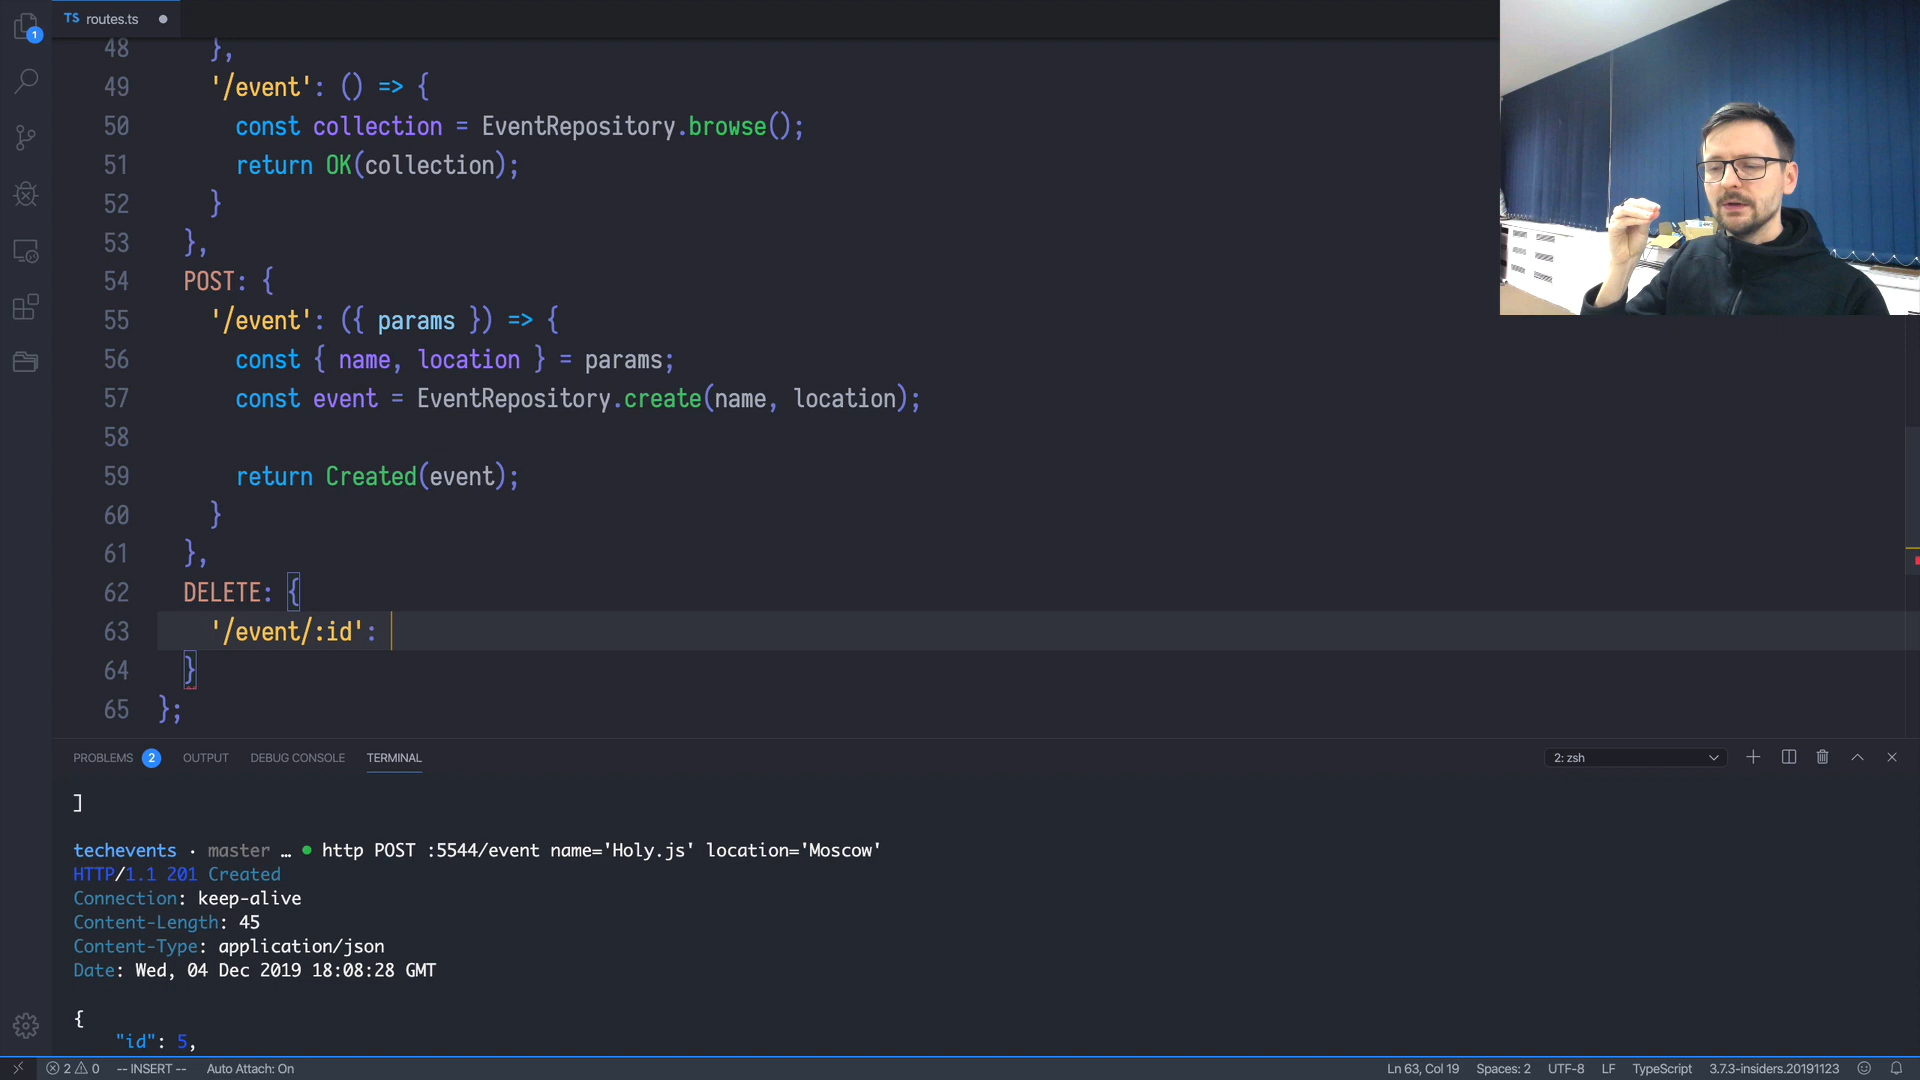 TS routes.ts
1
48 },
49 '/event': () => {
50 const collection = EventRepository.browse();
51 return OK(collection);
52 }
53 },
54 POST: {
55 '/event': ({ params }) => {
56 const { name, location } = params;
57 const event = EventRepository.create(name, location);
58
59 return Created(event);
60 }
61 },
62 DELETE: {
63 '/event/:id':
64 }
65 };
PROBLEMS 2 OUTPUT DEBUG CONSOLE TERMINAL 2: zsh
]
techevents · master … ● http POST :5544/event name='Holy.js' location='Moscow'
HTTP/1.1 201 Created
Connection: keep-alive
Content-Length: 45
Content-Type: application/json
Date: Wed, 04 Dec 2019 18:08:28 GMT
{
"id": 5,
2 0 -- INSERT -- Auto Attach: On Ln 63, Col 19 Spaces: 2 UTF-8 LF TypeScript 3.7.3-insiders.20191123